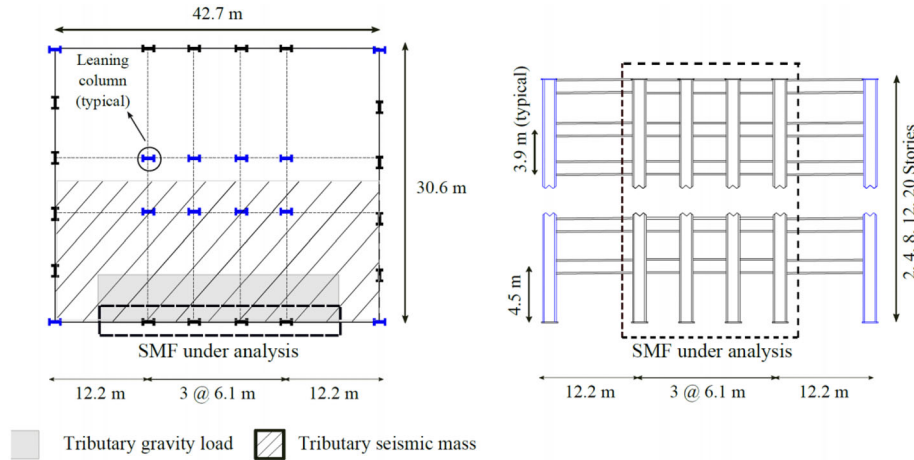 42.7 m
Leaning
column
(typical)
30.6 m
SMF under analysis
12.2 m
3 @ 6.1 m
12.2 m
3.9 m (typical)
4.5 m
2, 4, 8, 12, 20 Stories
SMF under analysis
12.2 m
3 @ 6.1 m
12.2 m
Tributary gravity load
Tributary seismic mass